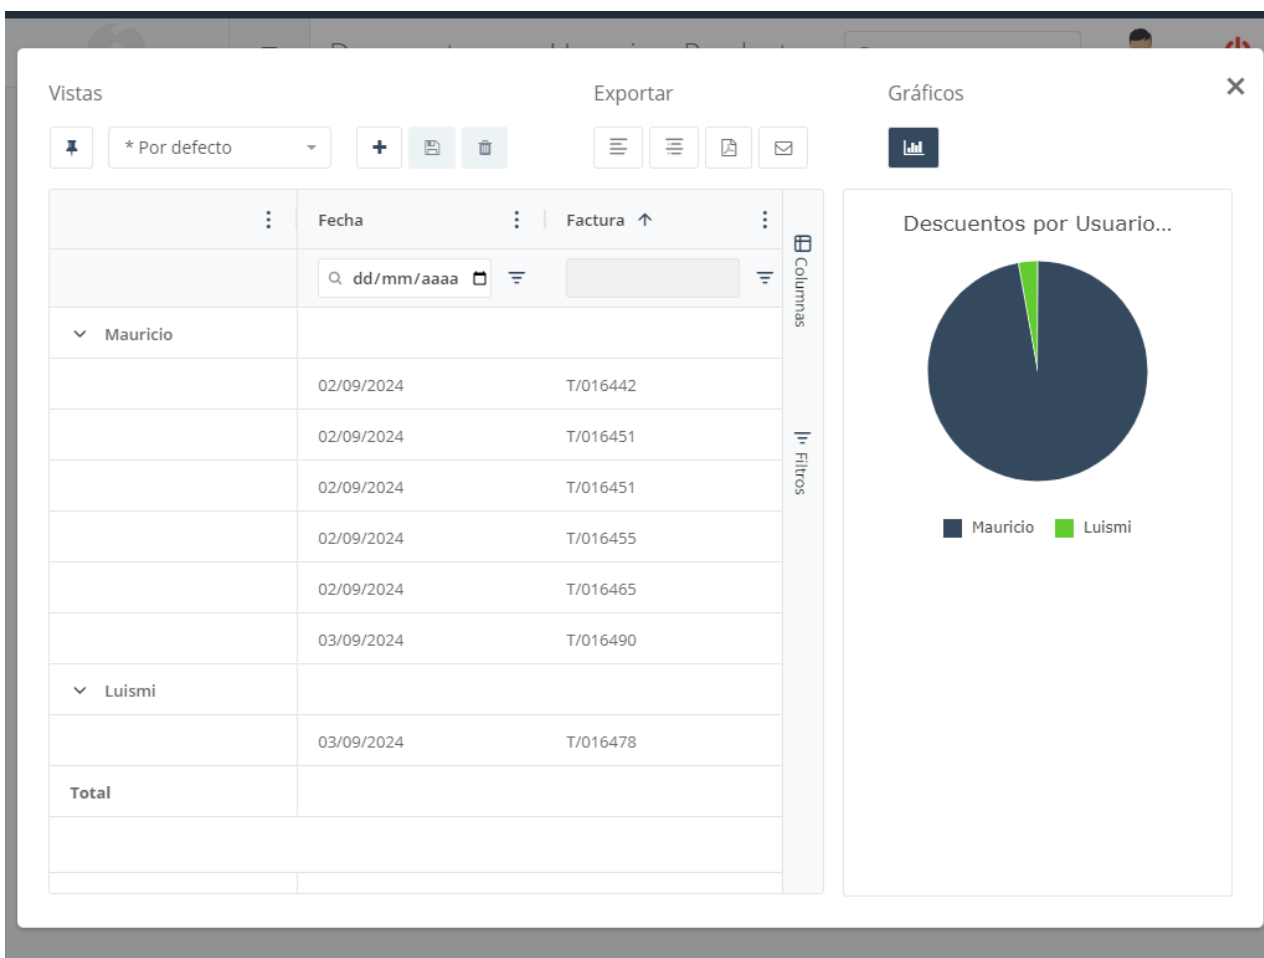 Vistas
Exportar
Gráficos
* Por defecto
Fecha
Factura
dd/mm/aaaa
Mauricio
02/09/2024 T/016442
02/09/2024 T/016451
02/09/2024 T/016451
02/09/2024 T/016455
02/09/2024 T/016465
03/09/2024 T/016490
Luismi
03/09/2024 T/016478
Total
Columnas
Filtros
Descuentos por Usuario...
Mauricio
Luismi